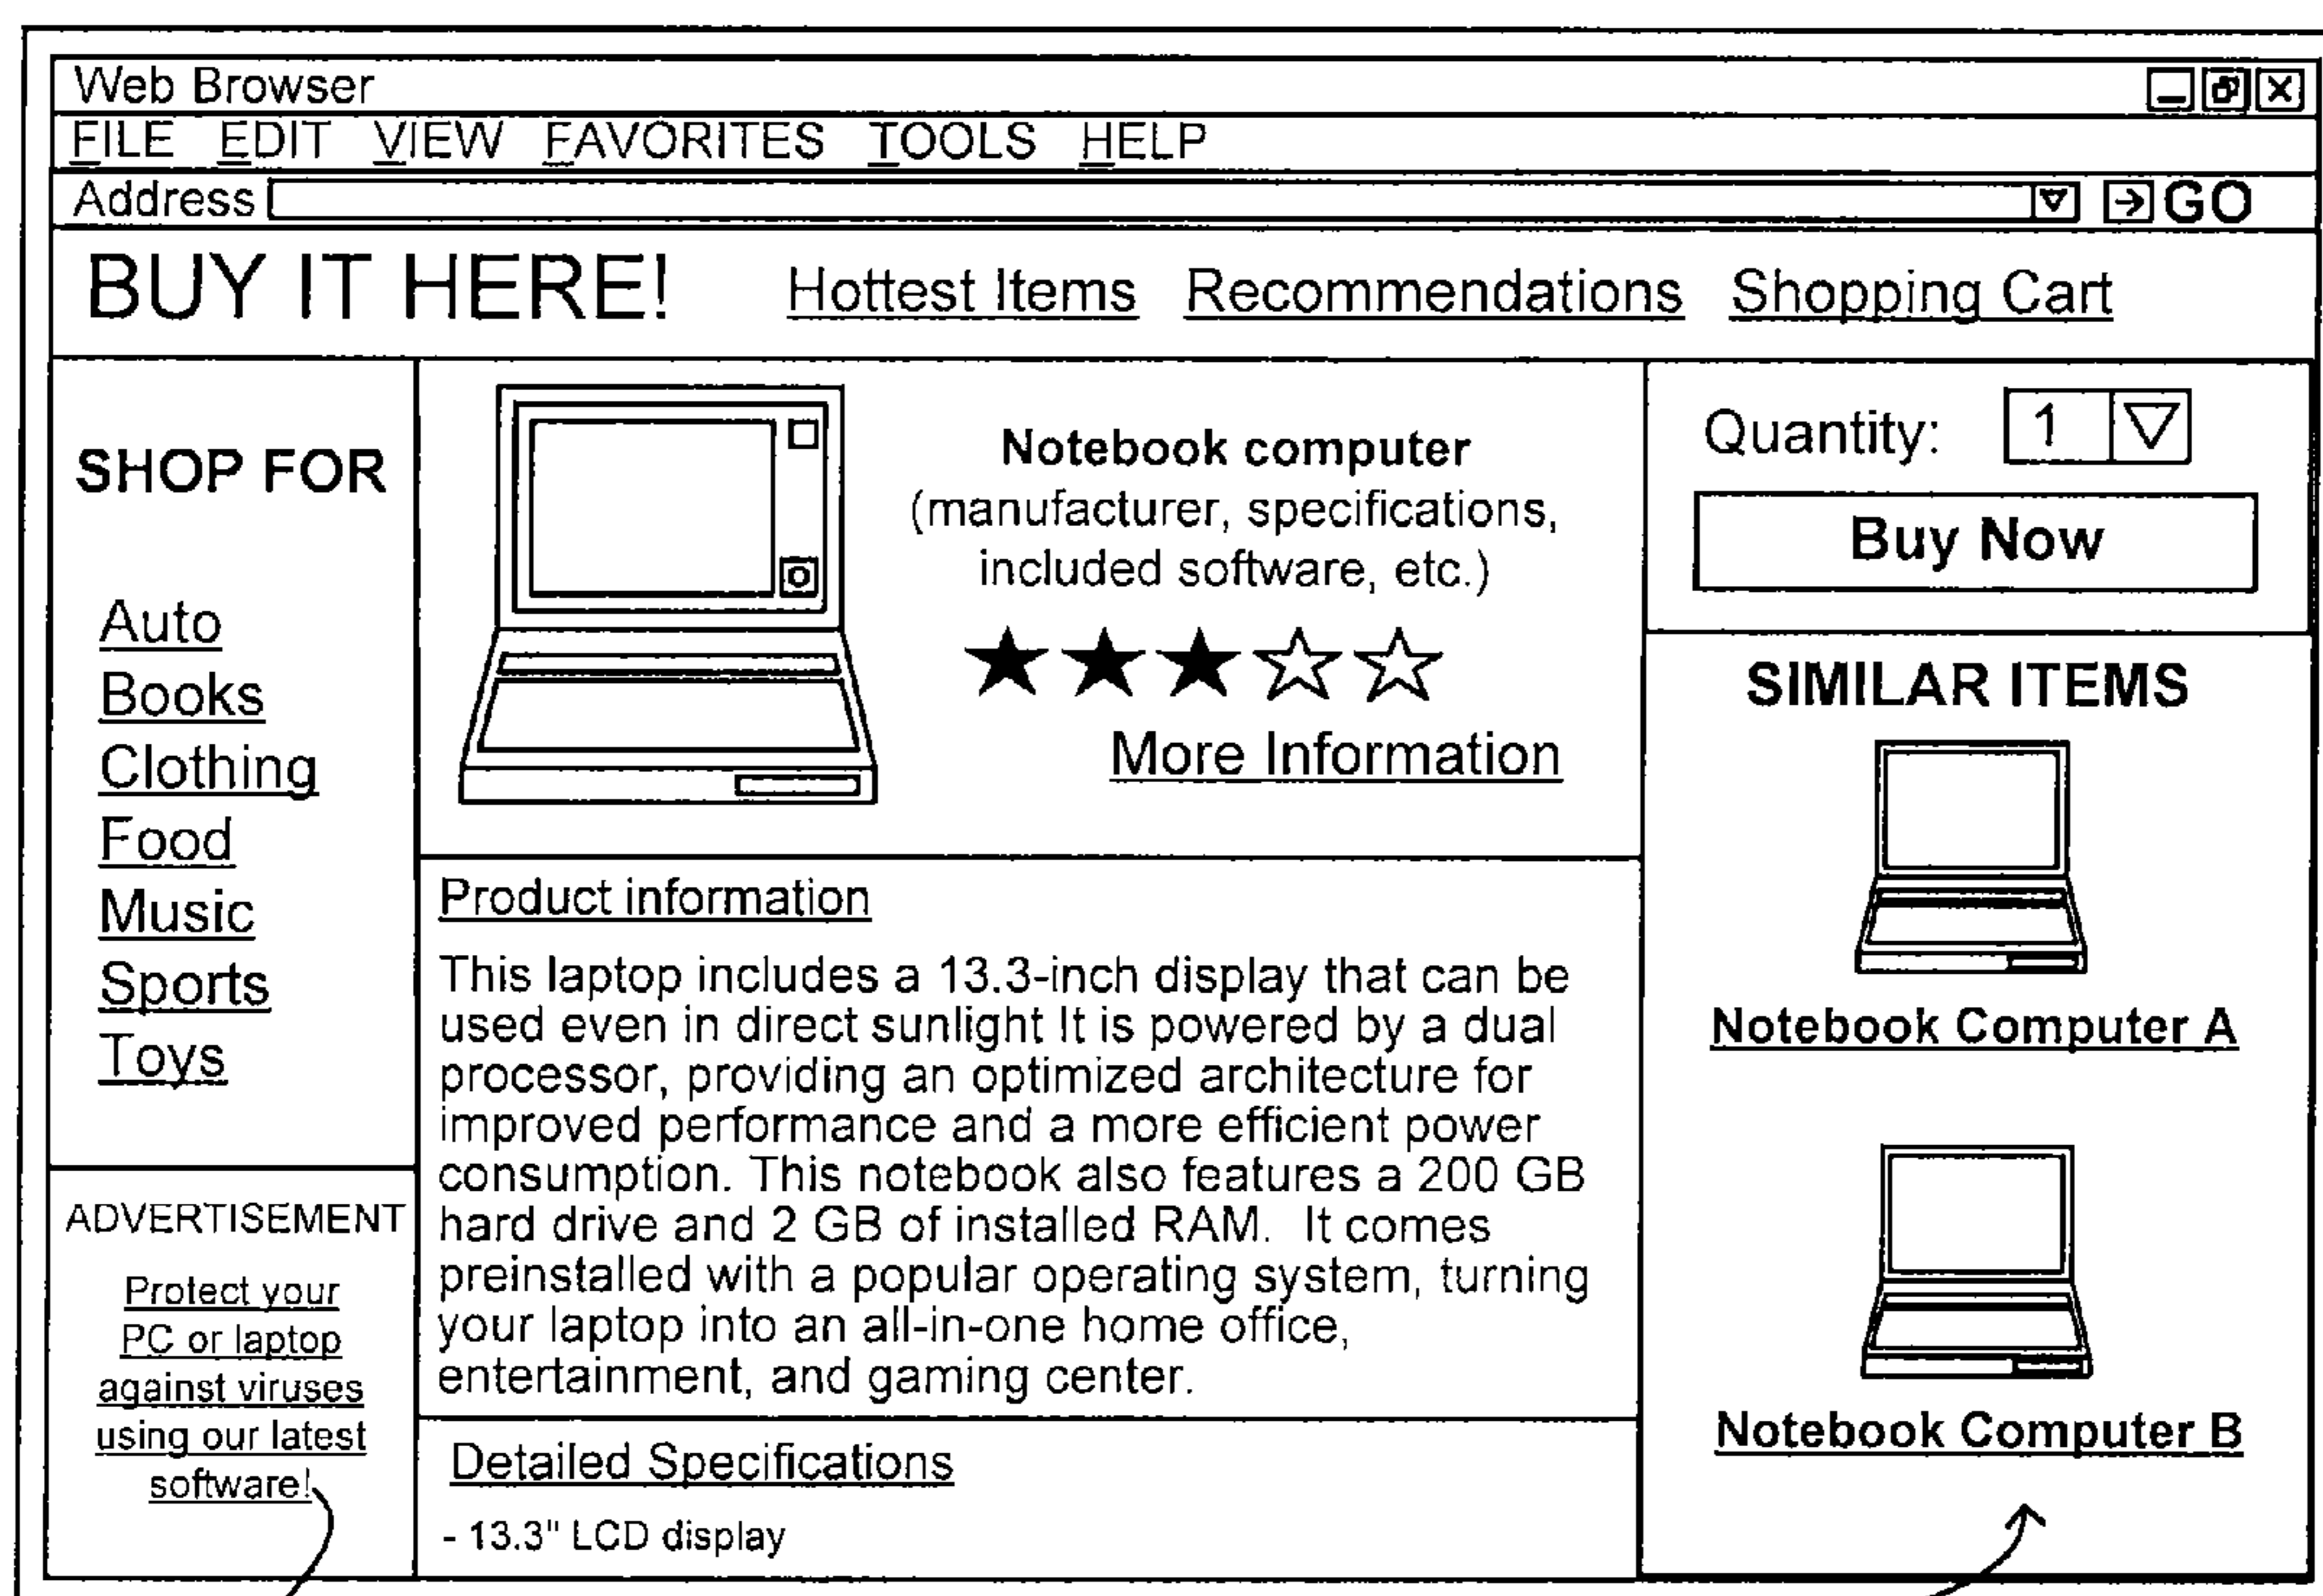 Web Browser
FILE EDIT VIEW FAVORITES TOOLS HELP
Address GO
BUY IT HERE! Hottest Items Recommendations Shopping Cart
SHOP FOR
Auto
Books
Clothing
Food
Music
Sports
Toys
ADVERTISEMENT
Protect your
PC or laptop
against viruses
using our latest
software!
Notebook computer
(manufacturer, specifications,
included software, etc.)
More Information
Product information
This laptop includes a 13.3-inch display that can be
used even in direct sunlight It is powered by a dual
processor, providing an optimized architecture for
improved performance and a more efficient power
consumption. This notebook also features a 200 GB
hard drive and 2 GB of installed RAM. It comes
preinstalled with a popular operating system, turning
your laptop into an all-in-one home office,
entertainment, and gaming center.
Detailed Specifications
- 13.3" LCD display
Quantity: 1
Buy Now
SIMILAR ITEMS
Notebook Computer A
Notebook Computer B